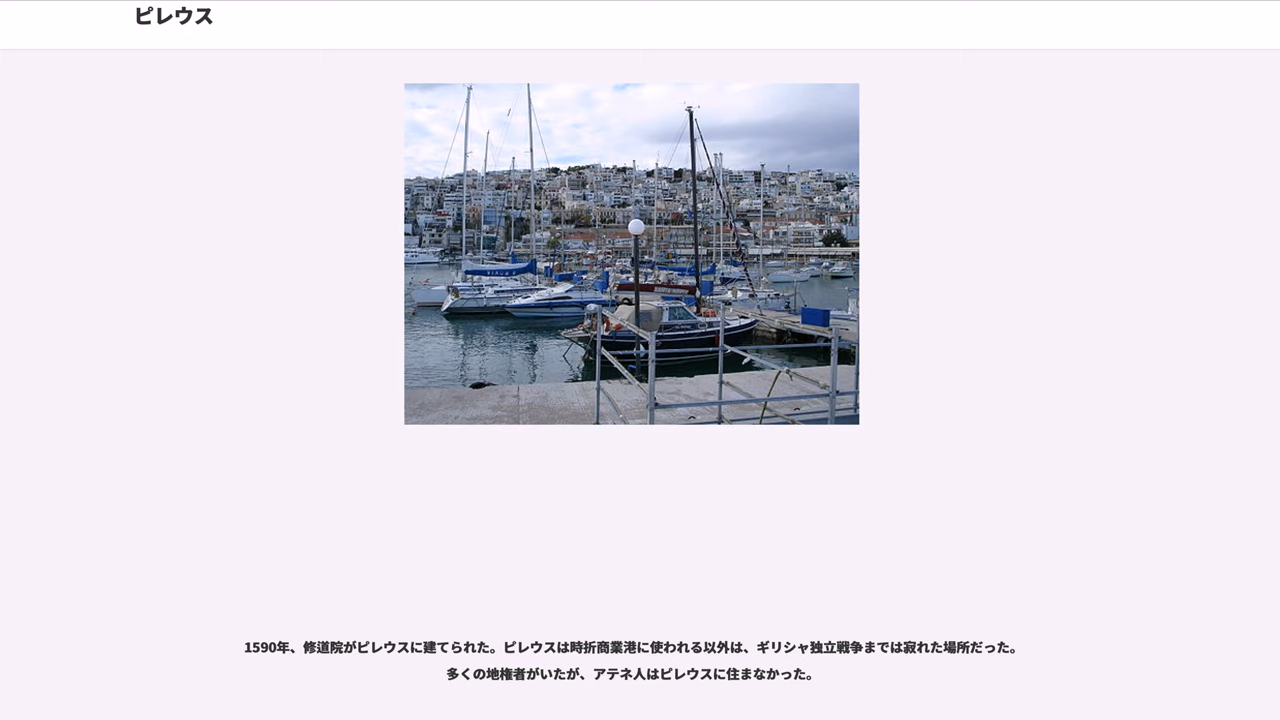 ピレウス
1590年、修道院がピレウスに建てられた。ピレウスは時折商業港に使われる以外は、ギリシャ独立戦争までは寂れた場所だった。
多くの地権者がいたが、アテネ人はピレウスに住まなかった。